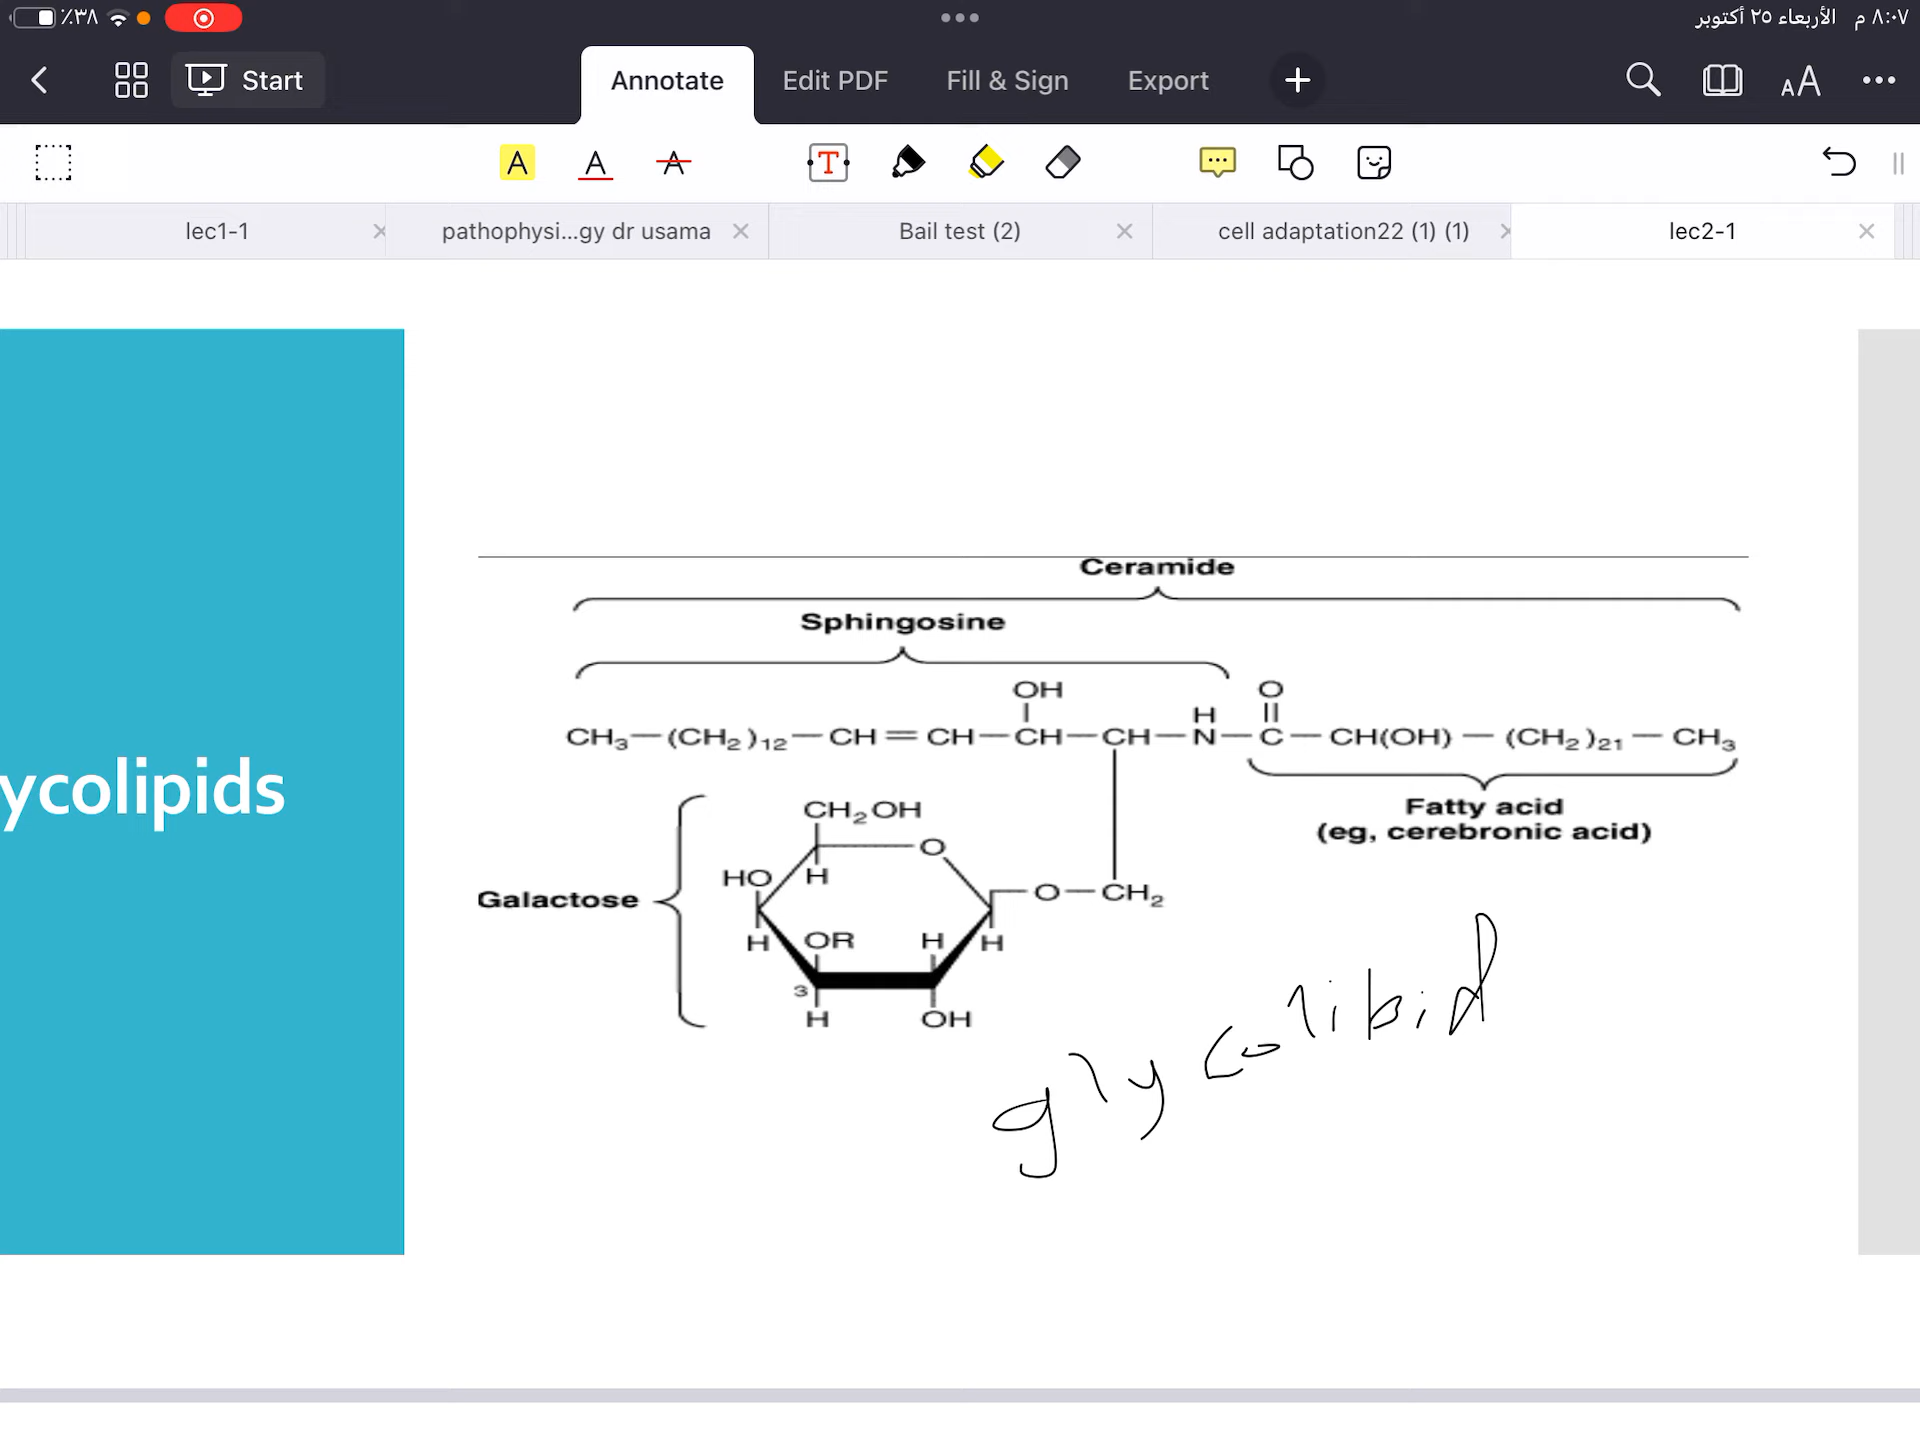 ٪٣٨
٨:٠٧ م الأربعاء ٢٥ أكتوبر
Start
Annotate
Edit PDF
Fill & Sign
Export
AA
A A A T
lec1-1
pathophysi...gy dr usama
Bail test (2)
cell adaptation22 (1) (1)
lec2-1
ycolipids
Ceramide
Sphingosine
OH O
H
CH3—(CH2)12—CH=CH—CH—CH—N—C—CH(OH)—(CH2)21—CH3
Fatty acid
(eg, cerebronic acid)
CH2OH
O
HO H
Galactose
O—CH2
H OR H H
3
H OH
glycolibid